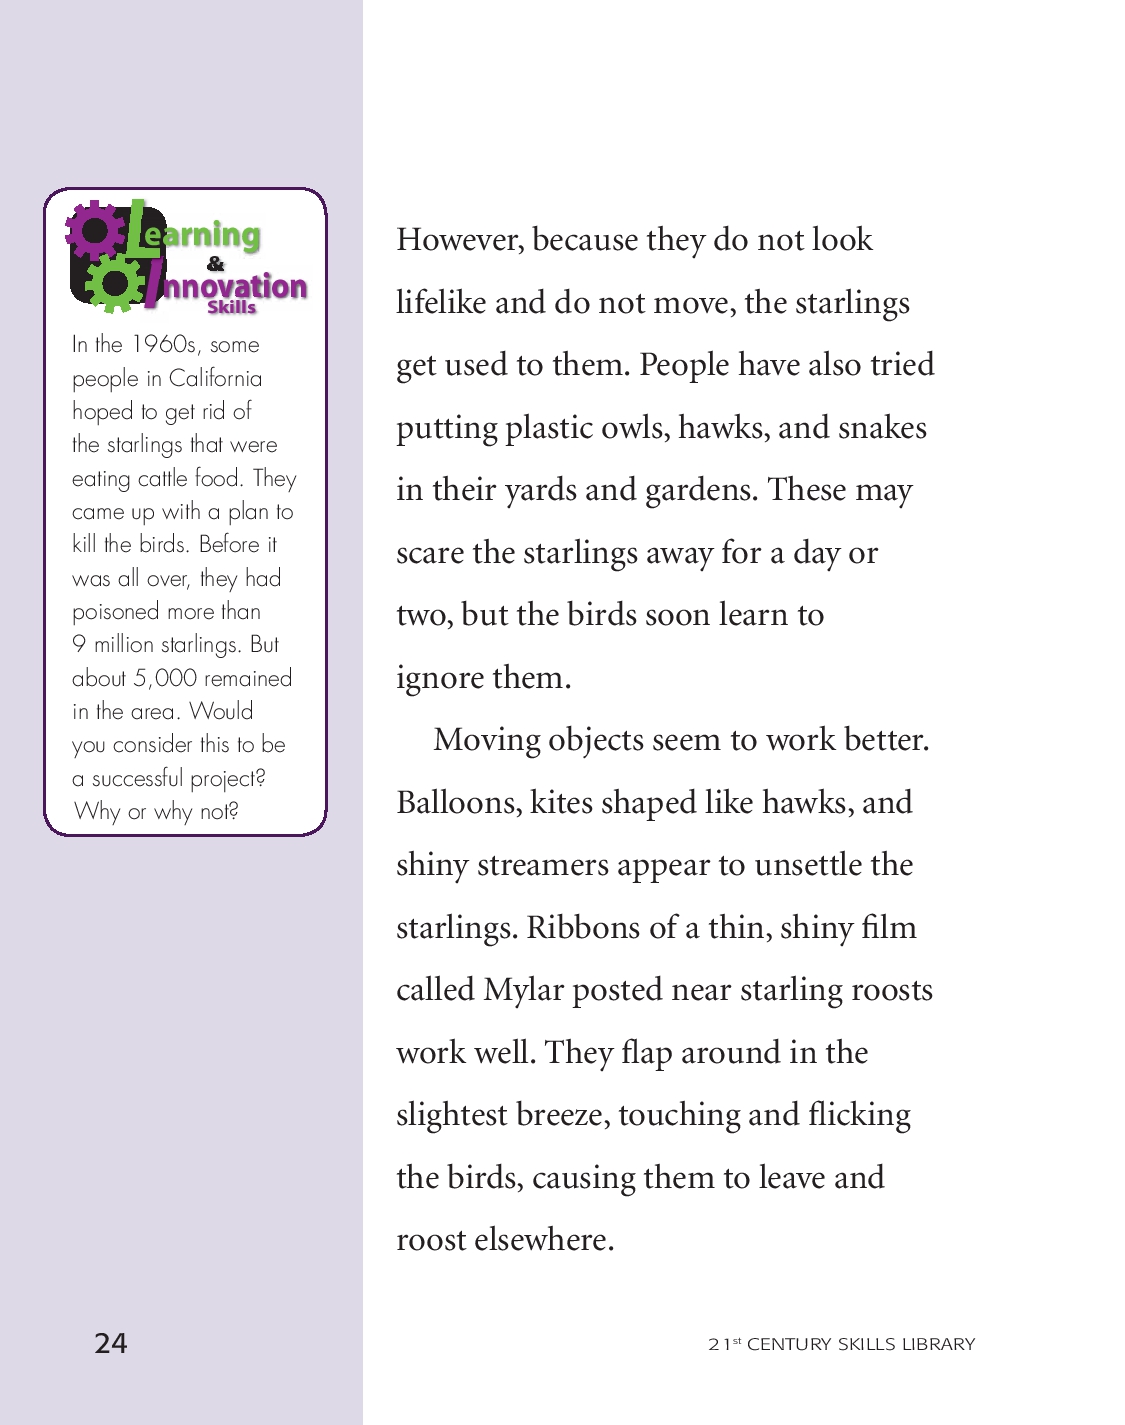 Learning
&
Innovation
Skills
In the 1960s, some
people in California
hoped to get rid of
the starlings that were
eating cattle food. They
came up with a plan to
kill the birds. Before it
was all over, they had
poisoned more than
9 million starlings. But
about 5,000 remained
in the area. Would
you consider this to be
a successful project?
Why or why not?
However, because they do not look
lifelike and do not move, the starlings
get used to them. People have also tried
putting plastic owls, hawks, and snakes
in their yards and gardens. These may
scare the starlings away for a day or
two, but the birds soon learn to
ignore them.
Moving objects seem to work better.
Balloons, kites shaped like hawks, and
shiny streamers appear to unsettle the
starlings. Ribbons of a thin, shiny film
called Mylar posted near starling roosts
work well. They flap around in the
slightest breeze, touching and flicking
the birds, causing them to leave and
roost elsewhere.
24
21st CENTURY SKILLS LIBRARY